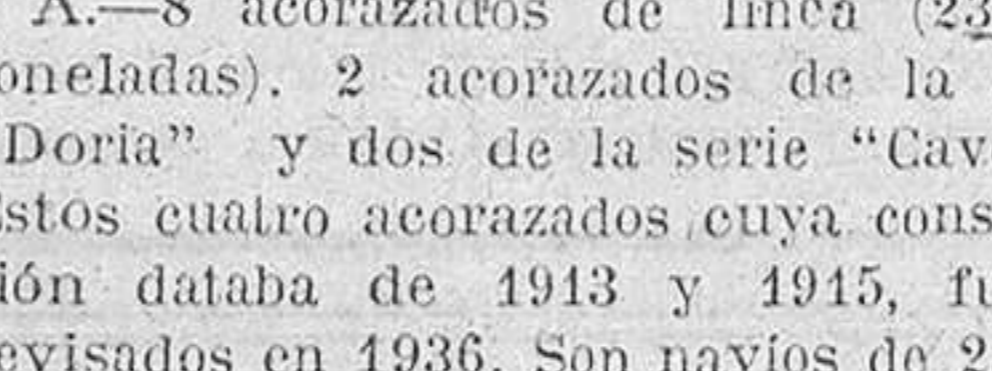 A.—8 acorazados de línea (23
oneladas). 2 acorazados de la
Doria” y dos de la serie “Cav
stos cuatro acorazados cuya cons
ión databa de 1913 y 1915, fu
evisados en 1936. Son navíos de 2